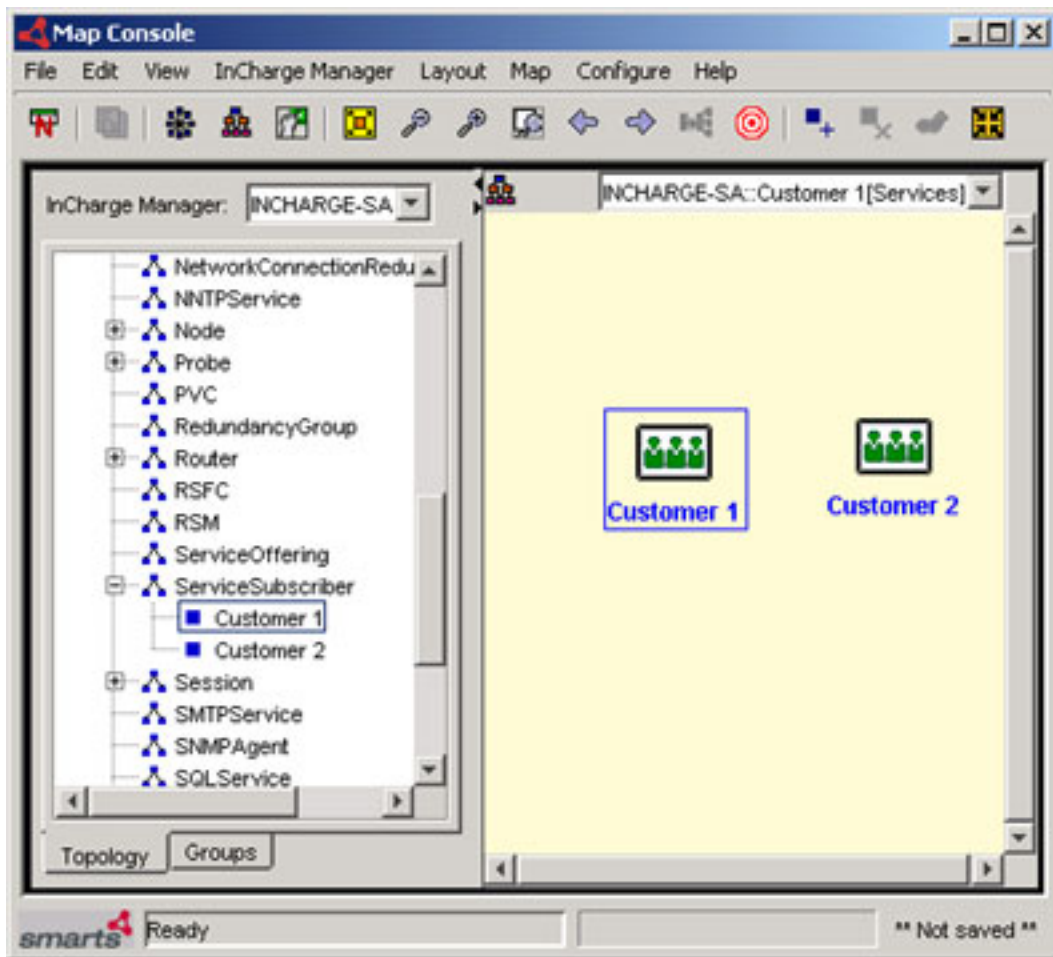 Map Console
File Edit View InCharge Manager Layout Map Configure Help
InCharge Manager: INCHARGE-SA
INCHARGE-SA::Customer 1[Services]
NetworkConnectionRedu
NNTPService
Node
Probe
PVC
RedundancyGroup
Router
RSFC
RSM
ServiceOffering
ServiceSubscriber
Customer 1
Customer 2
Session
SMTPService
SNMPAgent
SQLService
Customer 1
Customer 2
Topology Groups
smarts Ready ** Not saved **